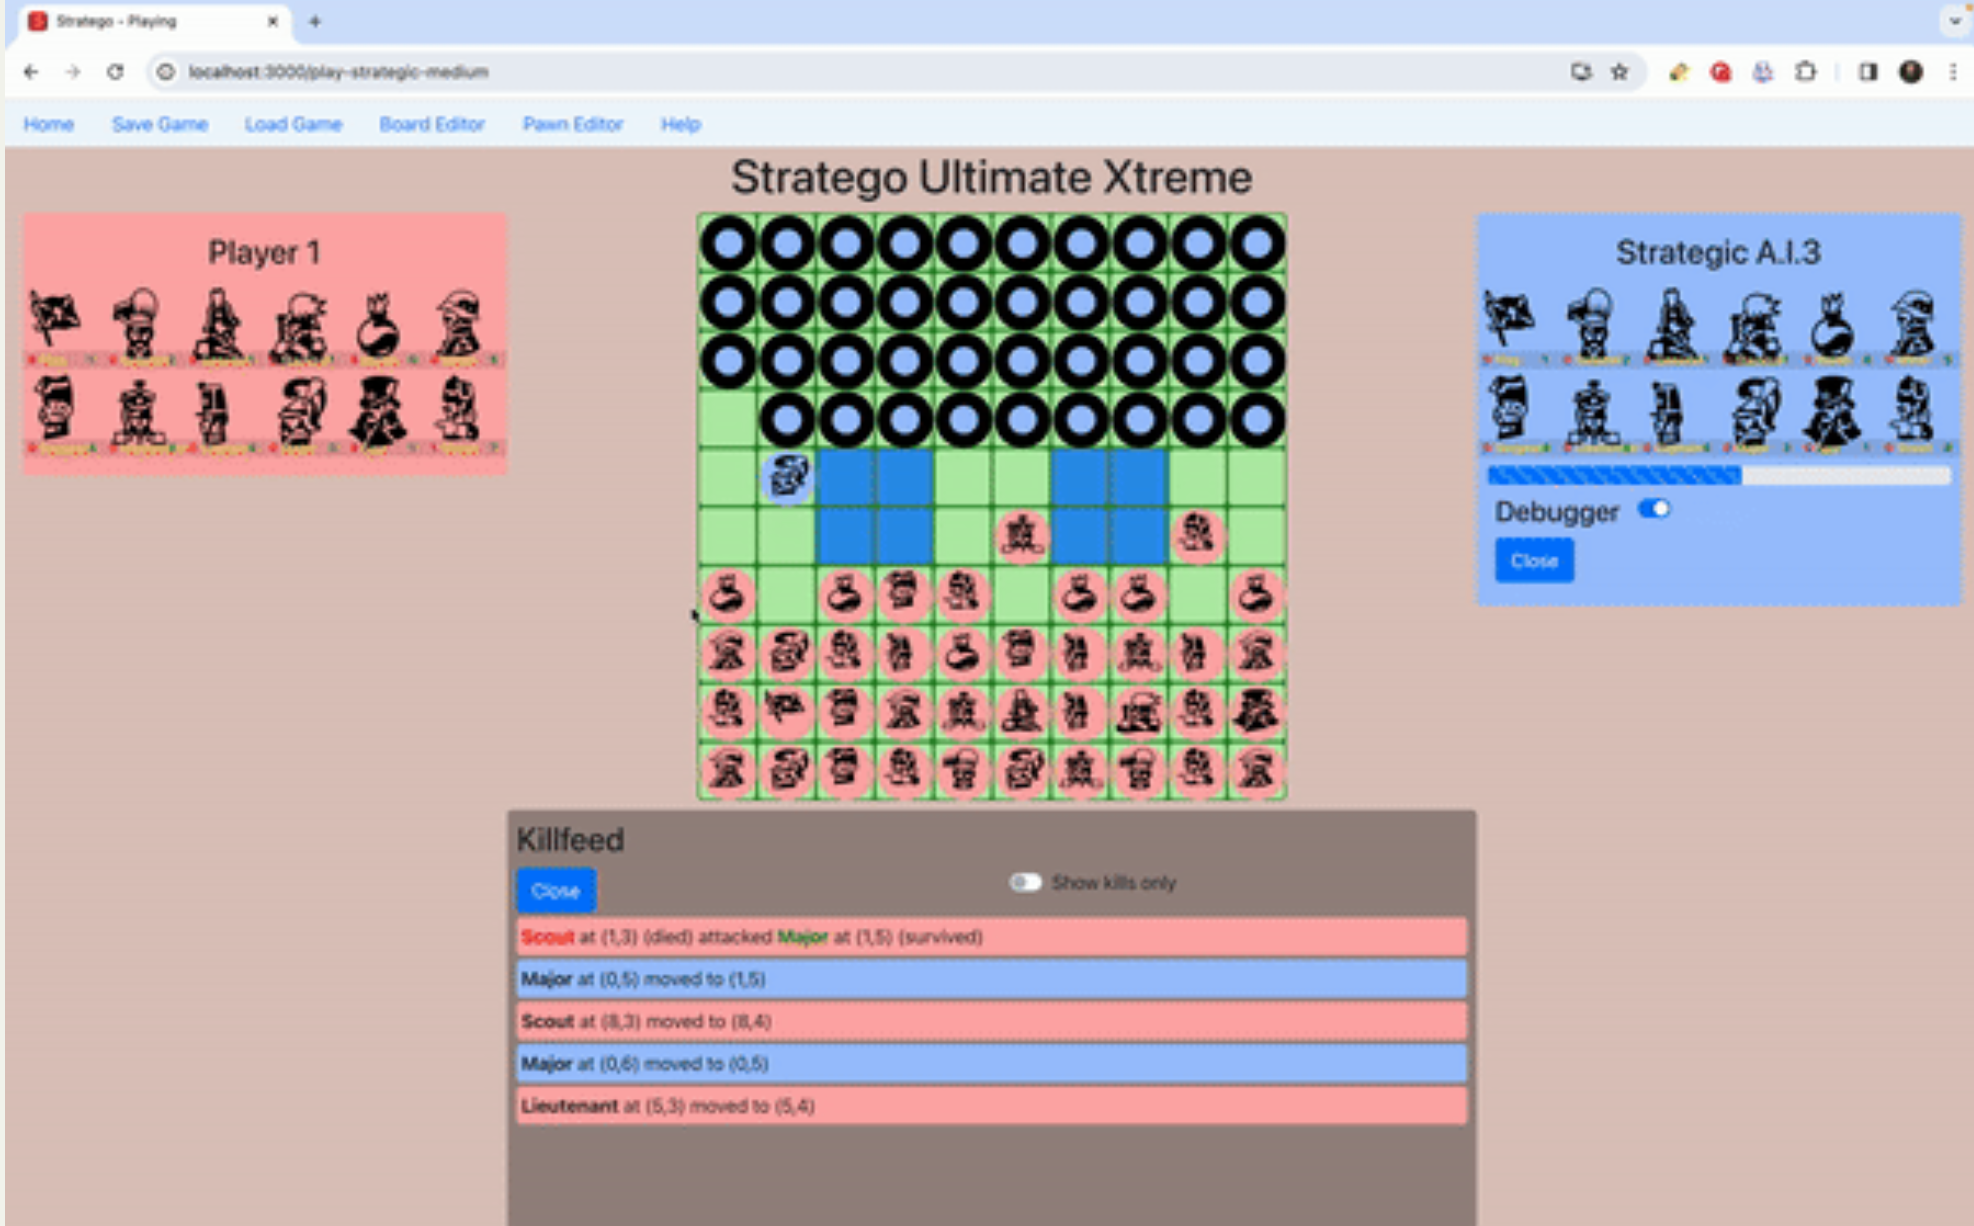 Stratego - Playing
localhost:3000/play-strategic-medium
Home Save Game Load Game Board Editor Pawn Editor Help
Stratego Ultimate Xtreme
Player 1
Strategic A.I.3
Debugger
Close
Killfeed
Close
Show kills only
Scout at (1,3) (died) attacked Major at (1,5) (survived)
Major at (0,5) moved to (1,5)
Scout at (8,3) moved to (8,4)
Major at (0,6) moved to (0,5)
Lieutenant at (5,3) moved to (5,4)